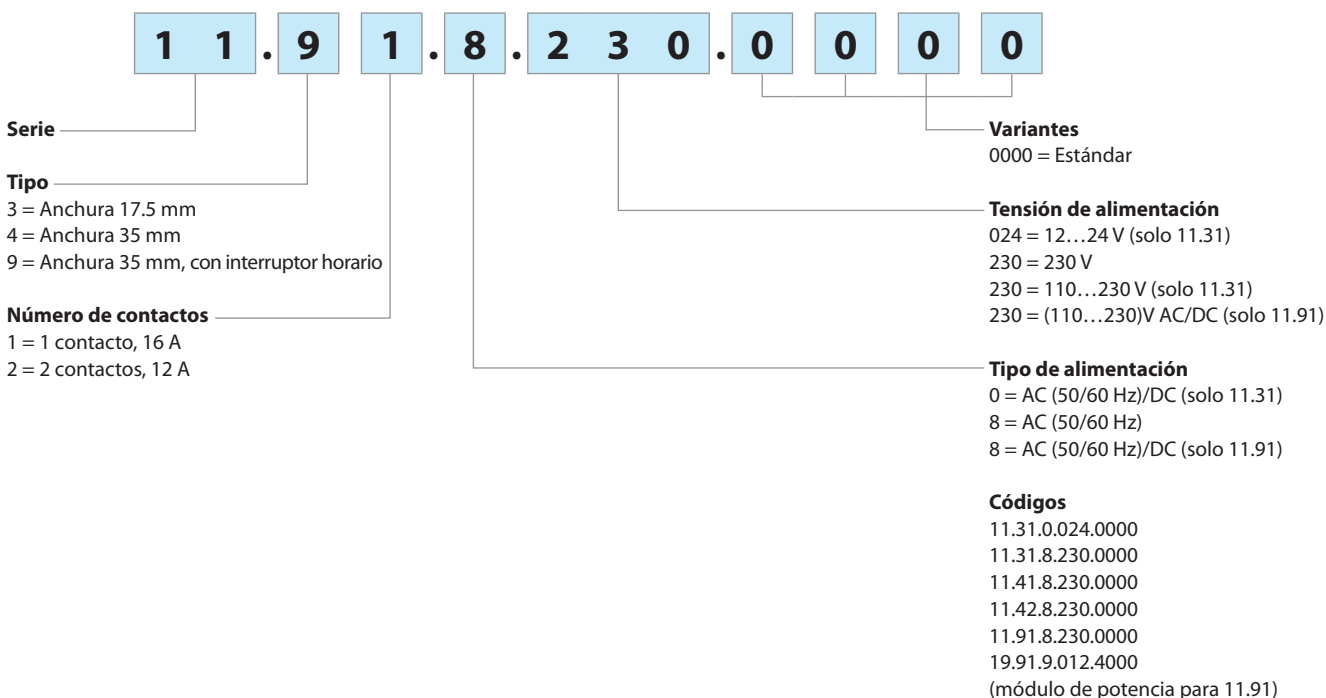 1 1 . 9 1 . 8 . 2 3 0 . 0 0 0 0
Serie
Tipo
3 = Anchura 17.5 mm
4 = Anchura 35 mm
9 = Anchura 35 mm, con interruptor horario
Número de contactos
1 = 1 contacto, 16 A
2 = 2 contactos, 12 A
Variantes
0000 = Estándar
Tensión de alimentación
024 = 12…24 V (solo 11.31)
230 = 230 V
230 = 110…230 V (solo 11.31)
230 = (110…230)V AC/DC (solo 11.91)
Tipo de alimentación
0 = AC (50/60 Hz)/DC (solo 11.31)
8 = AC (50/60 Hz)
8 = AC (50/60 Hz)/DC (solo 11.91)
Códigos
11.31.0.024.0000
11.31.8.230.0000
11.41.8.230.0000
11.42.8.230.0000
11.91.8.230.0000
19.91.9.012.4000
(módulo de potencia para 11.91)